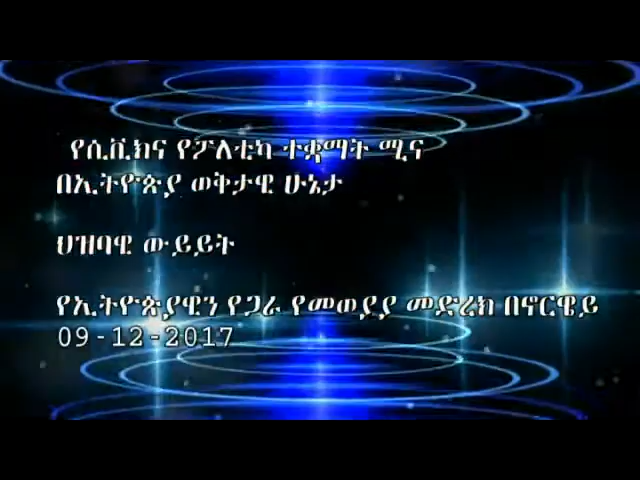 የሲቪክና የፖለቲካ ተቋማት ሚና
በኢትዮጵያ ወቅታዊ ሁኔታ
ህዝባዊ ውይይት
የኢትዮጵያዊን የጋራ የመወያያ መድረክ በኖርዌይ
09-12-2017